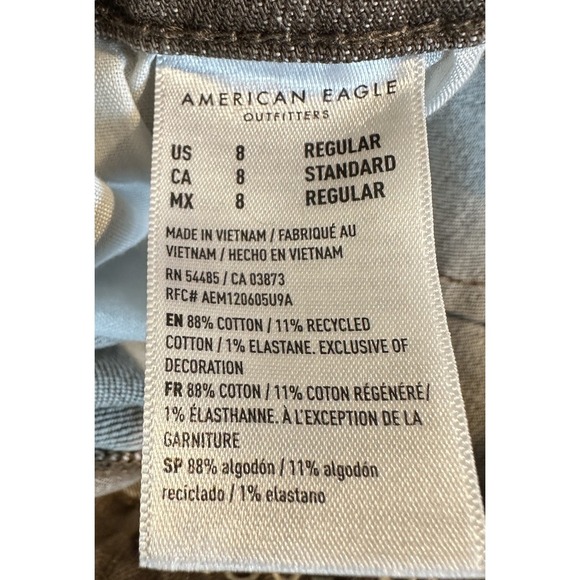 AMERICAN EAGLE
OUTFITTERS
US 8 REGULAR
CA 8 STANDARD
MX 8 REGULAR
MADE IN VIETNAM / FABRIQUÉ AU
VIETNAM / HECHO EN VIETNAM
RN 54485 / CA 03873
RFC# AEM120605U9A
EN 88% COTTON / 11% RECYCLED
COTTON / 1% ELASTANE. EXCLUSIVE OF
DECORATION
FR 88% COTON / 11% COTON RÉGÉNÉRÉ/
1% ÉLASTHANNE. À L'EXCEPTION DE LA
GARNITURE
SP 88% algodón / 11% algodón
reciclado / 1% elastano